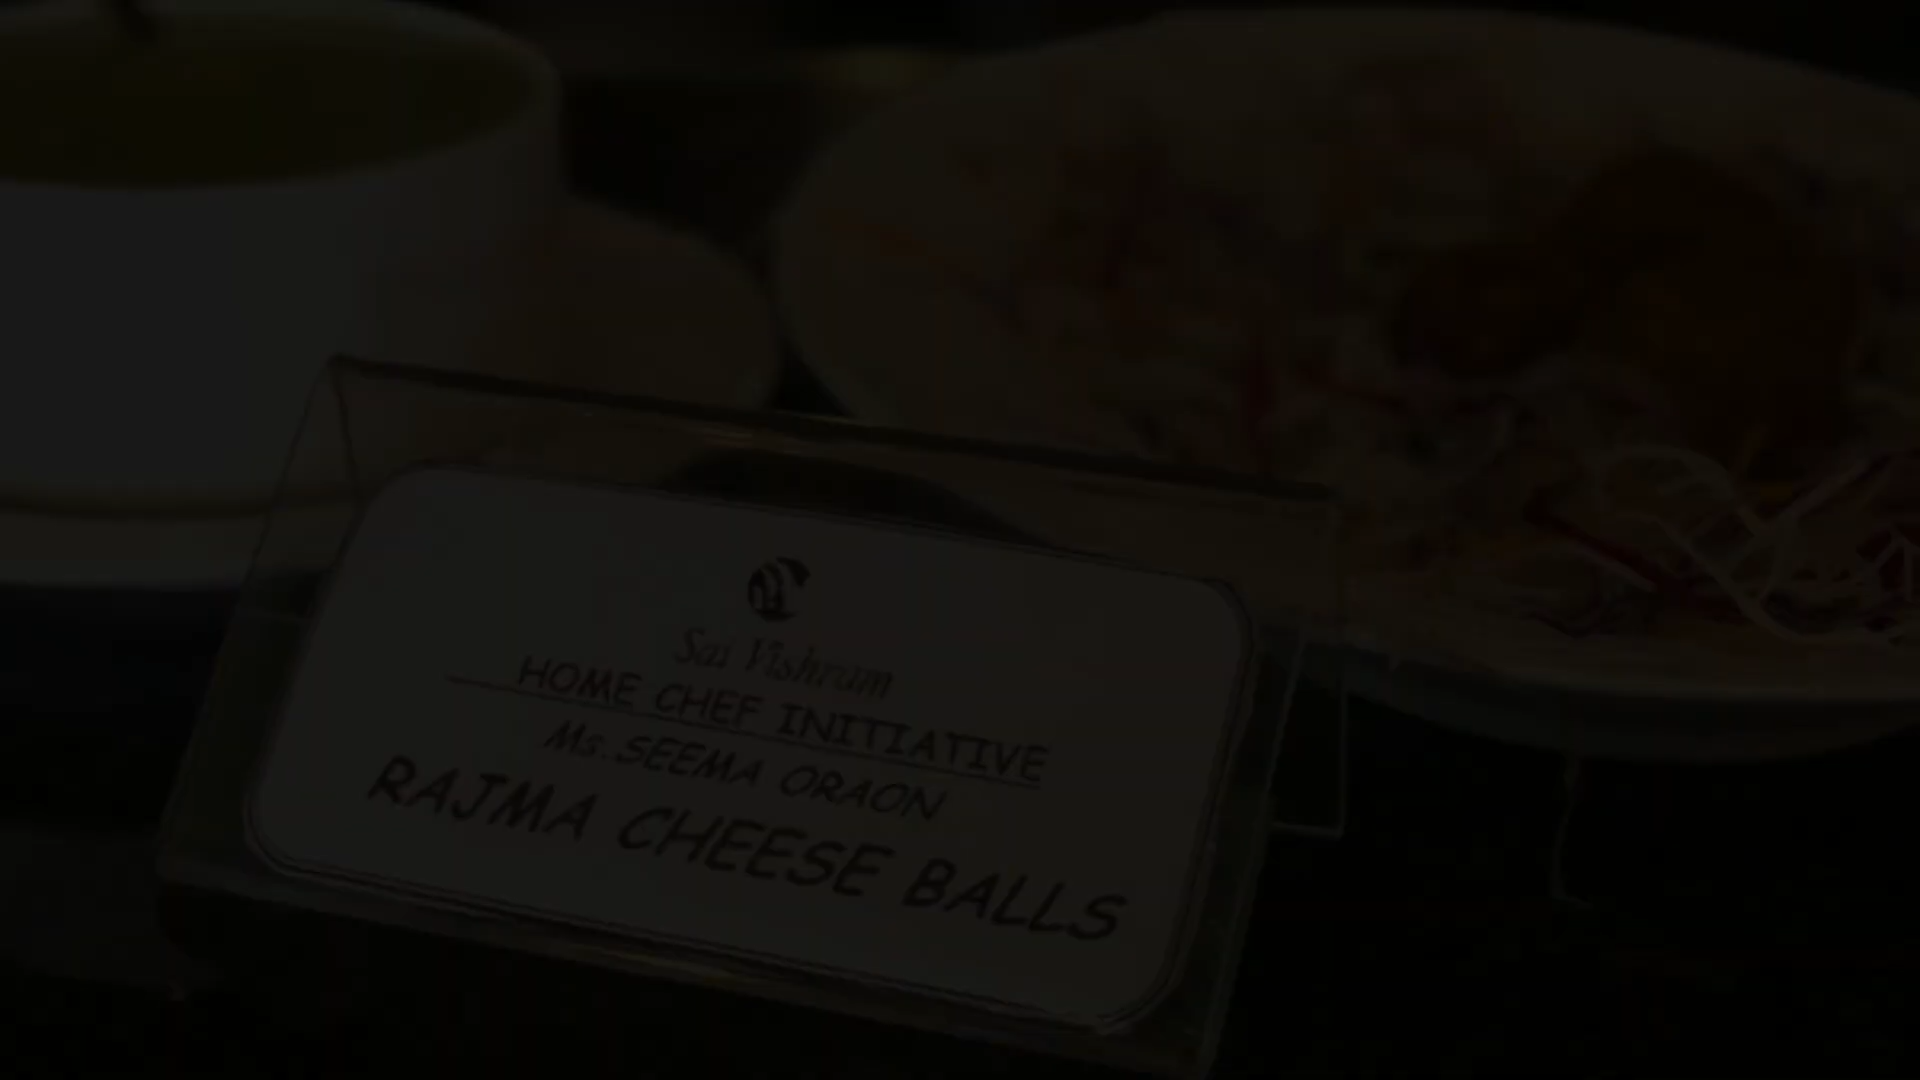 Sai Vishram
HOME CHEF INITIATIVE
Ms. SEEMA ORAON
RAJMA CHEESE BALLS